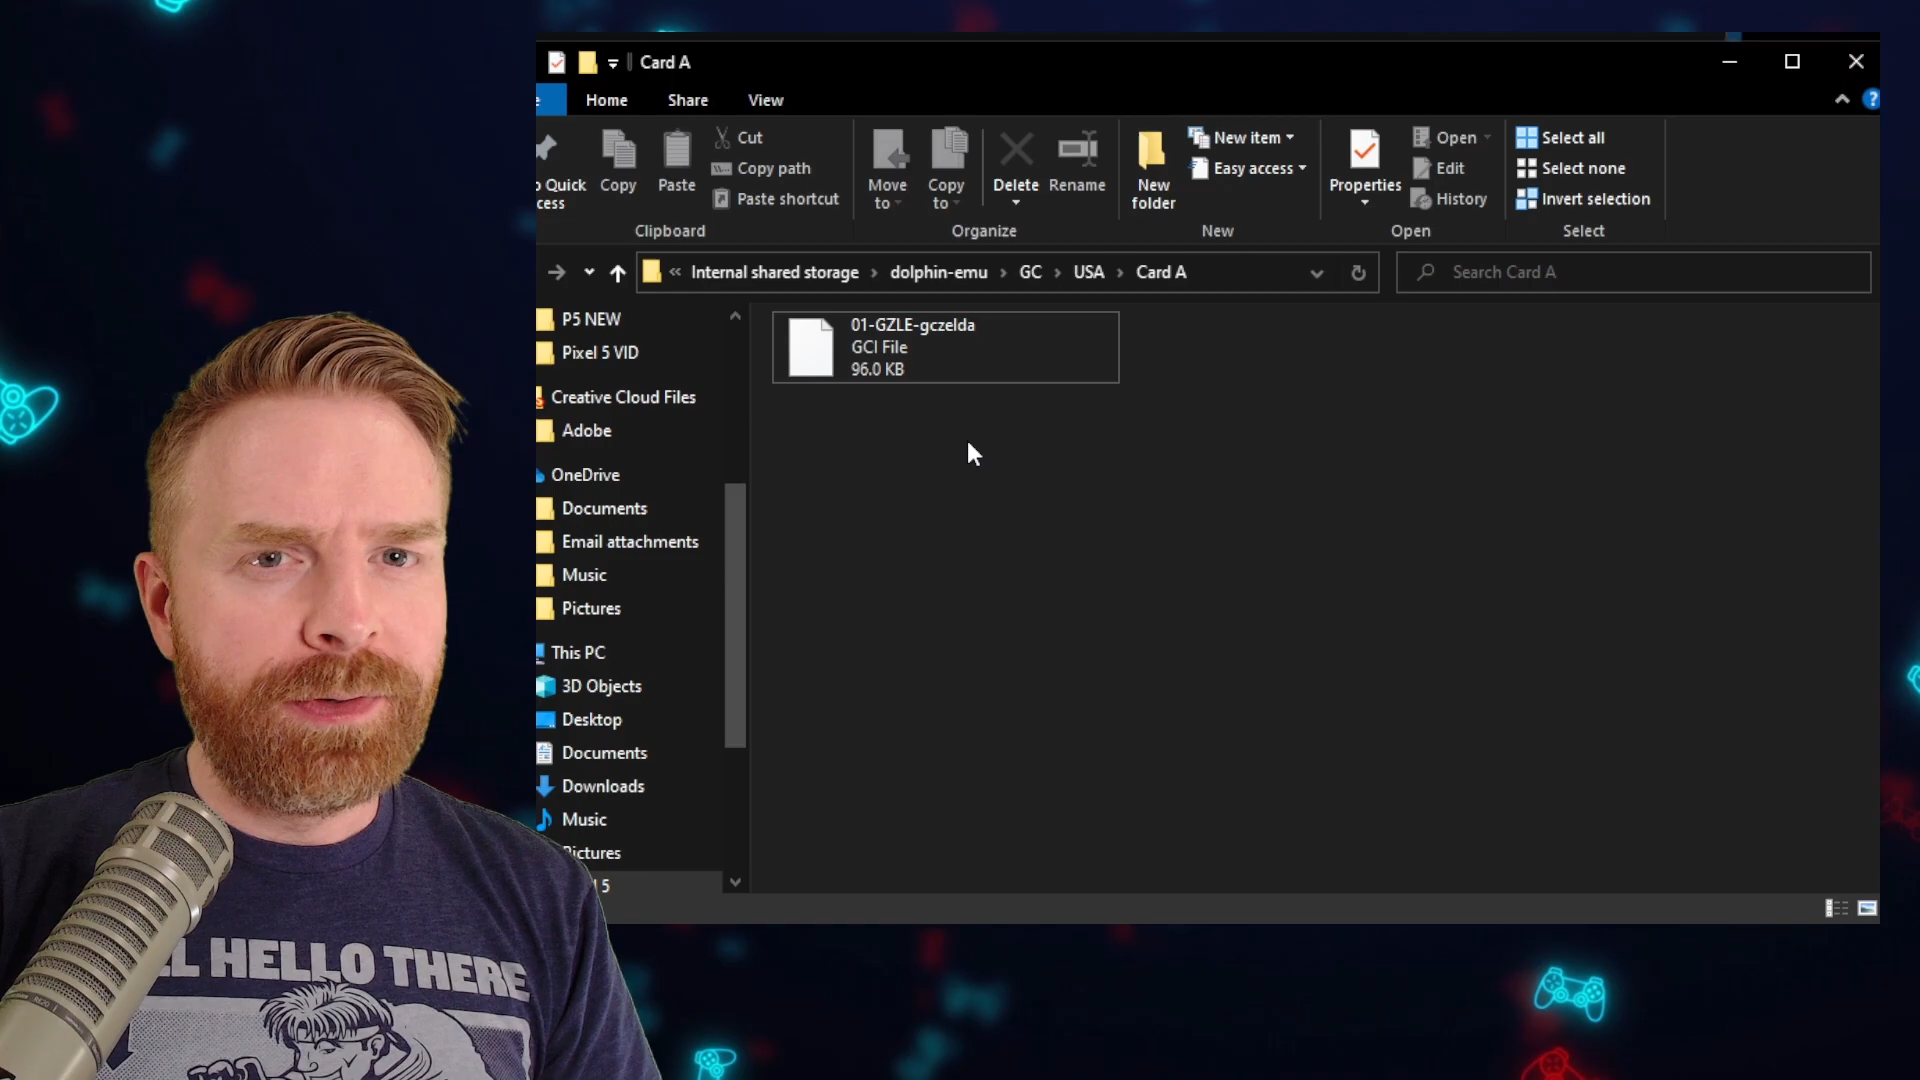 Card A
Home Share View
Cut
Copy path
Paste shortcut
o Quick
cess
Copy
Paste
Clipboard
Move
to
Copy
to
Delete
Rename
Organize
New
folder
New item
Easy access
New
Properties
Open
Edit
History
Open
Select all
Select none
Invert selection
Select
« Internal shared storage › dolphin-emu › GC › USA › Card A
Search Card A
P5 NEW
Pixel 5 VID
Creative Cloud Files
Adobe
OneDrive
Documents
Email attachments
Music
Pictures
This PC
3D Objects
Desktop
Documents
Downloads
Music
Pictures
l 5
01-GZLE-gczelda
GCI File
96.0 KB
HELLO THERE